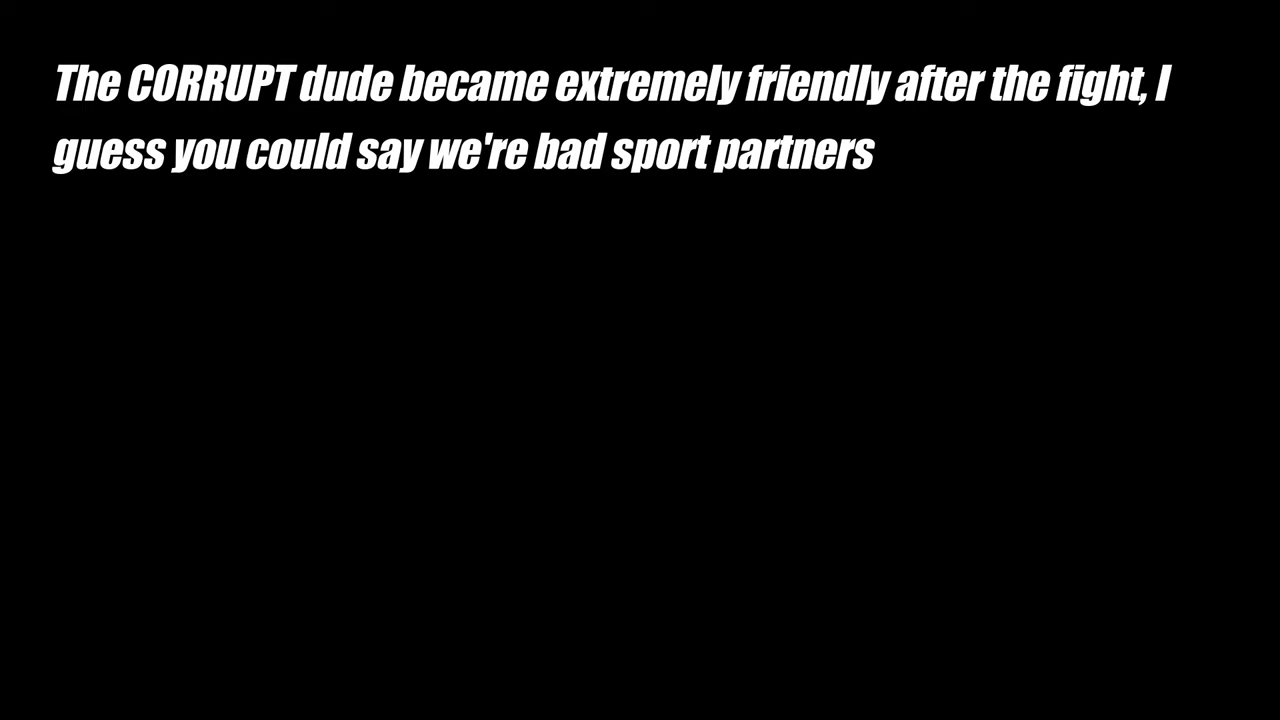 The CORRUPT dude became extremely friendly after the fight, I
guess you could say we're bad sport partners